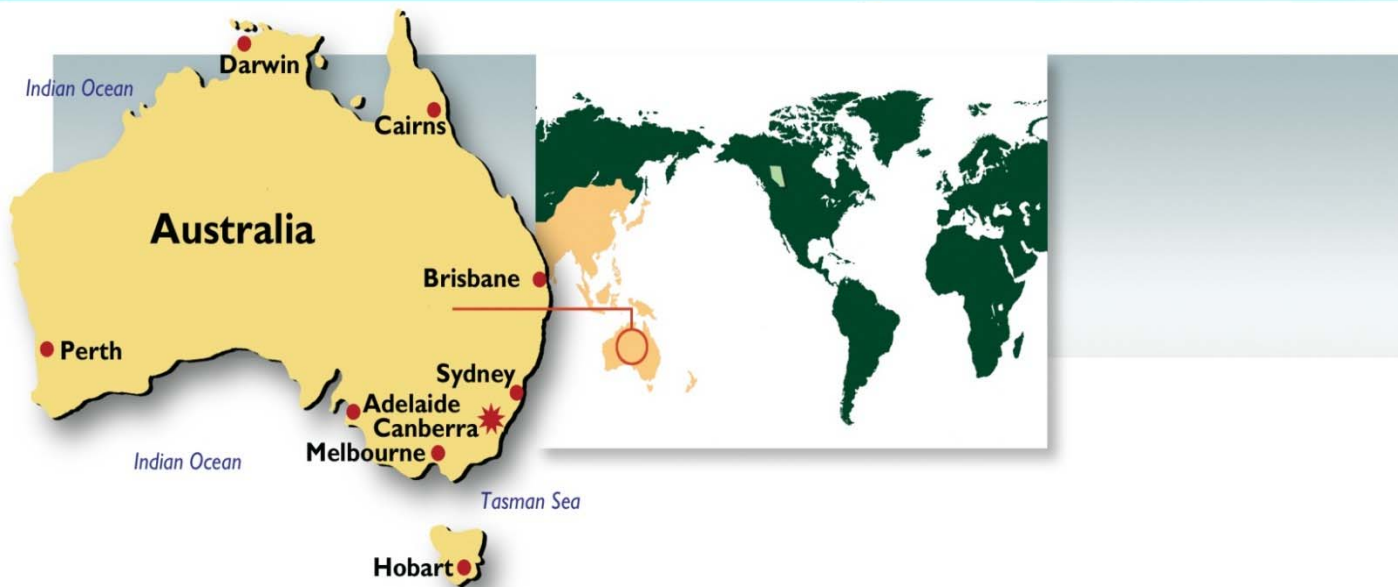 Darwin
Indian Ocean
Cairns
Australia
Brisbane
Perth
Sydney
Adelaide
Canberra
Melbourne
Indian Ocean
Tasman Sea
Hobart